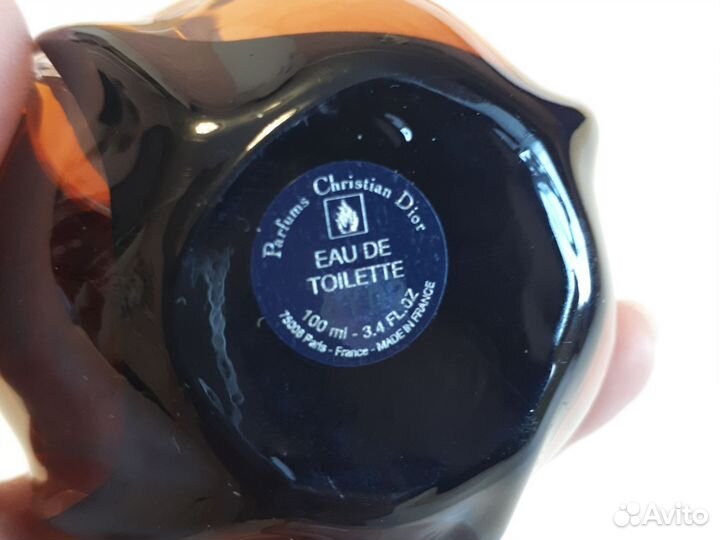 Parfums Christian Dior
EAU DE
TOILETTE
100 ml - 3.4 FL.OZ
75008 Paris - France - MADE IN FRANCE
Avito